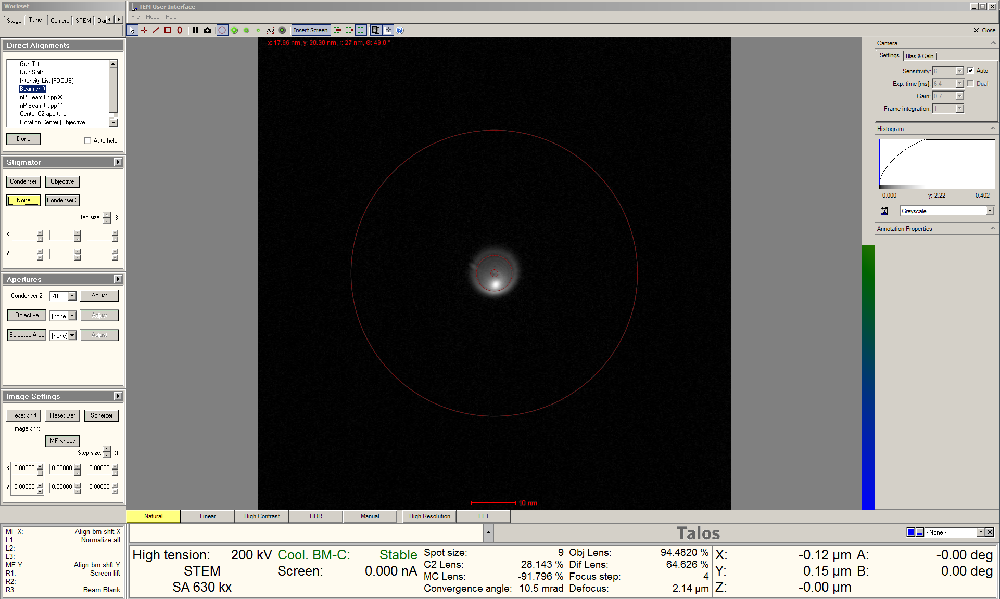 Workset
TEM User Interface
Stage Tune Camera STEM Da
File Mode Help
Insert Screen
Close
Direct Alignments
Gun Tilt
Gun Shift
Intensity List [FOCUS]
Beam shift
nP Beam tilt pp X
nP Beam tilt pp Y
Center C2 aperture
Rotation Center (Objective)
Done
Auto help
Stigmator
Condenser Objective
None Condenser 3
Step size: 3
x
y
Apertures
Condenser 2 70 Adjust
Objective [none] Adjust
Selected Area [none] Adjust
Image Settings
Reset shift Reset Def Scherzer
Image shift
MF Knobs
Step size: 3
x 0.00000 0.00000 0.00000
y 0.00000 0.00000 0.00000
MF X: Align bm shft X
L1: Normalize all
L2:
L3:
MF Y: Align bm shft Y
R1: Screen lift
R2:
R3: Beam Blank
x: 17.66 nm, y: 20.30 nm, r: 27 nm, Θ: 49.0 °
10 nm
Natural Linear High Contrast HDR Manual High Resolution FFT
Camera
Settings Bias & Gain
Sensitivity: 6 Auto
Exp. time [ms]: 6.4 Dual
Gain: 0.7
Frame integration: 1
Histogram
0.000 γ: 2.22 0.402
Greyscale
Annotation Properties
Talos
- None -
High tension: 200 kV Cool. BM-C: Stable
STEM Screen: 0.000 nA
SA 630 kx
Spot size: 9 Obj Lens: 94.4820 %
C2 Lens: 28.143 % Dif Lens: 64.626 %
MC Lens: -91.796 % Focus step: 4
Convergence angle: 10.5 mrad Defocus: 2.14 µm
X: -0.12 µm A: -0.00 deg
Y: 0.15 µm B: 0.00 deg
Z: -0.00 µm